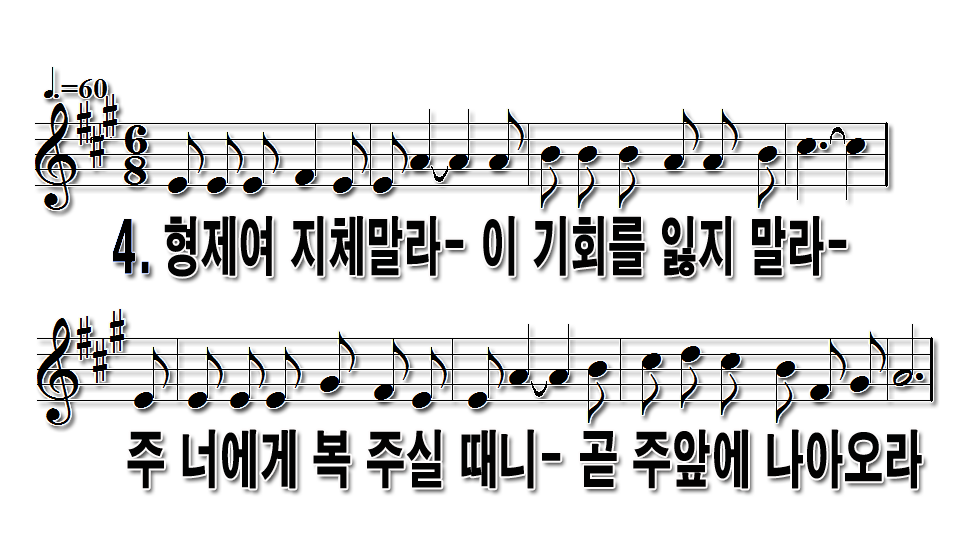 ♩.=60
6
8
4. 형제여 지체말라- 이 기회를 잃지 말라-
주 너에게 복 주실 때니- 곧 주앞에 나아오라